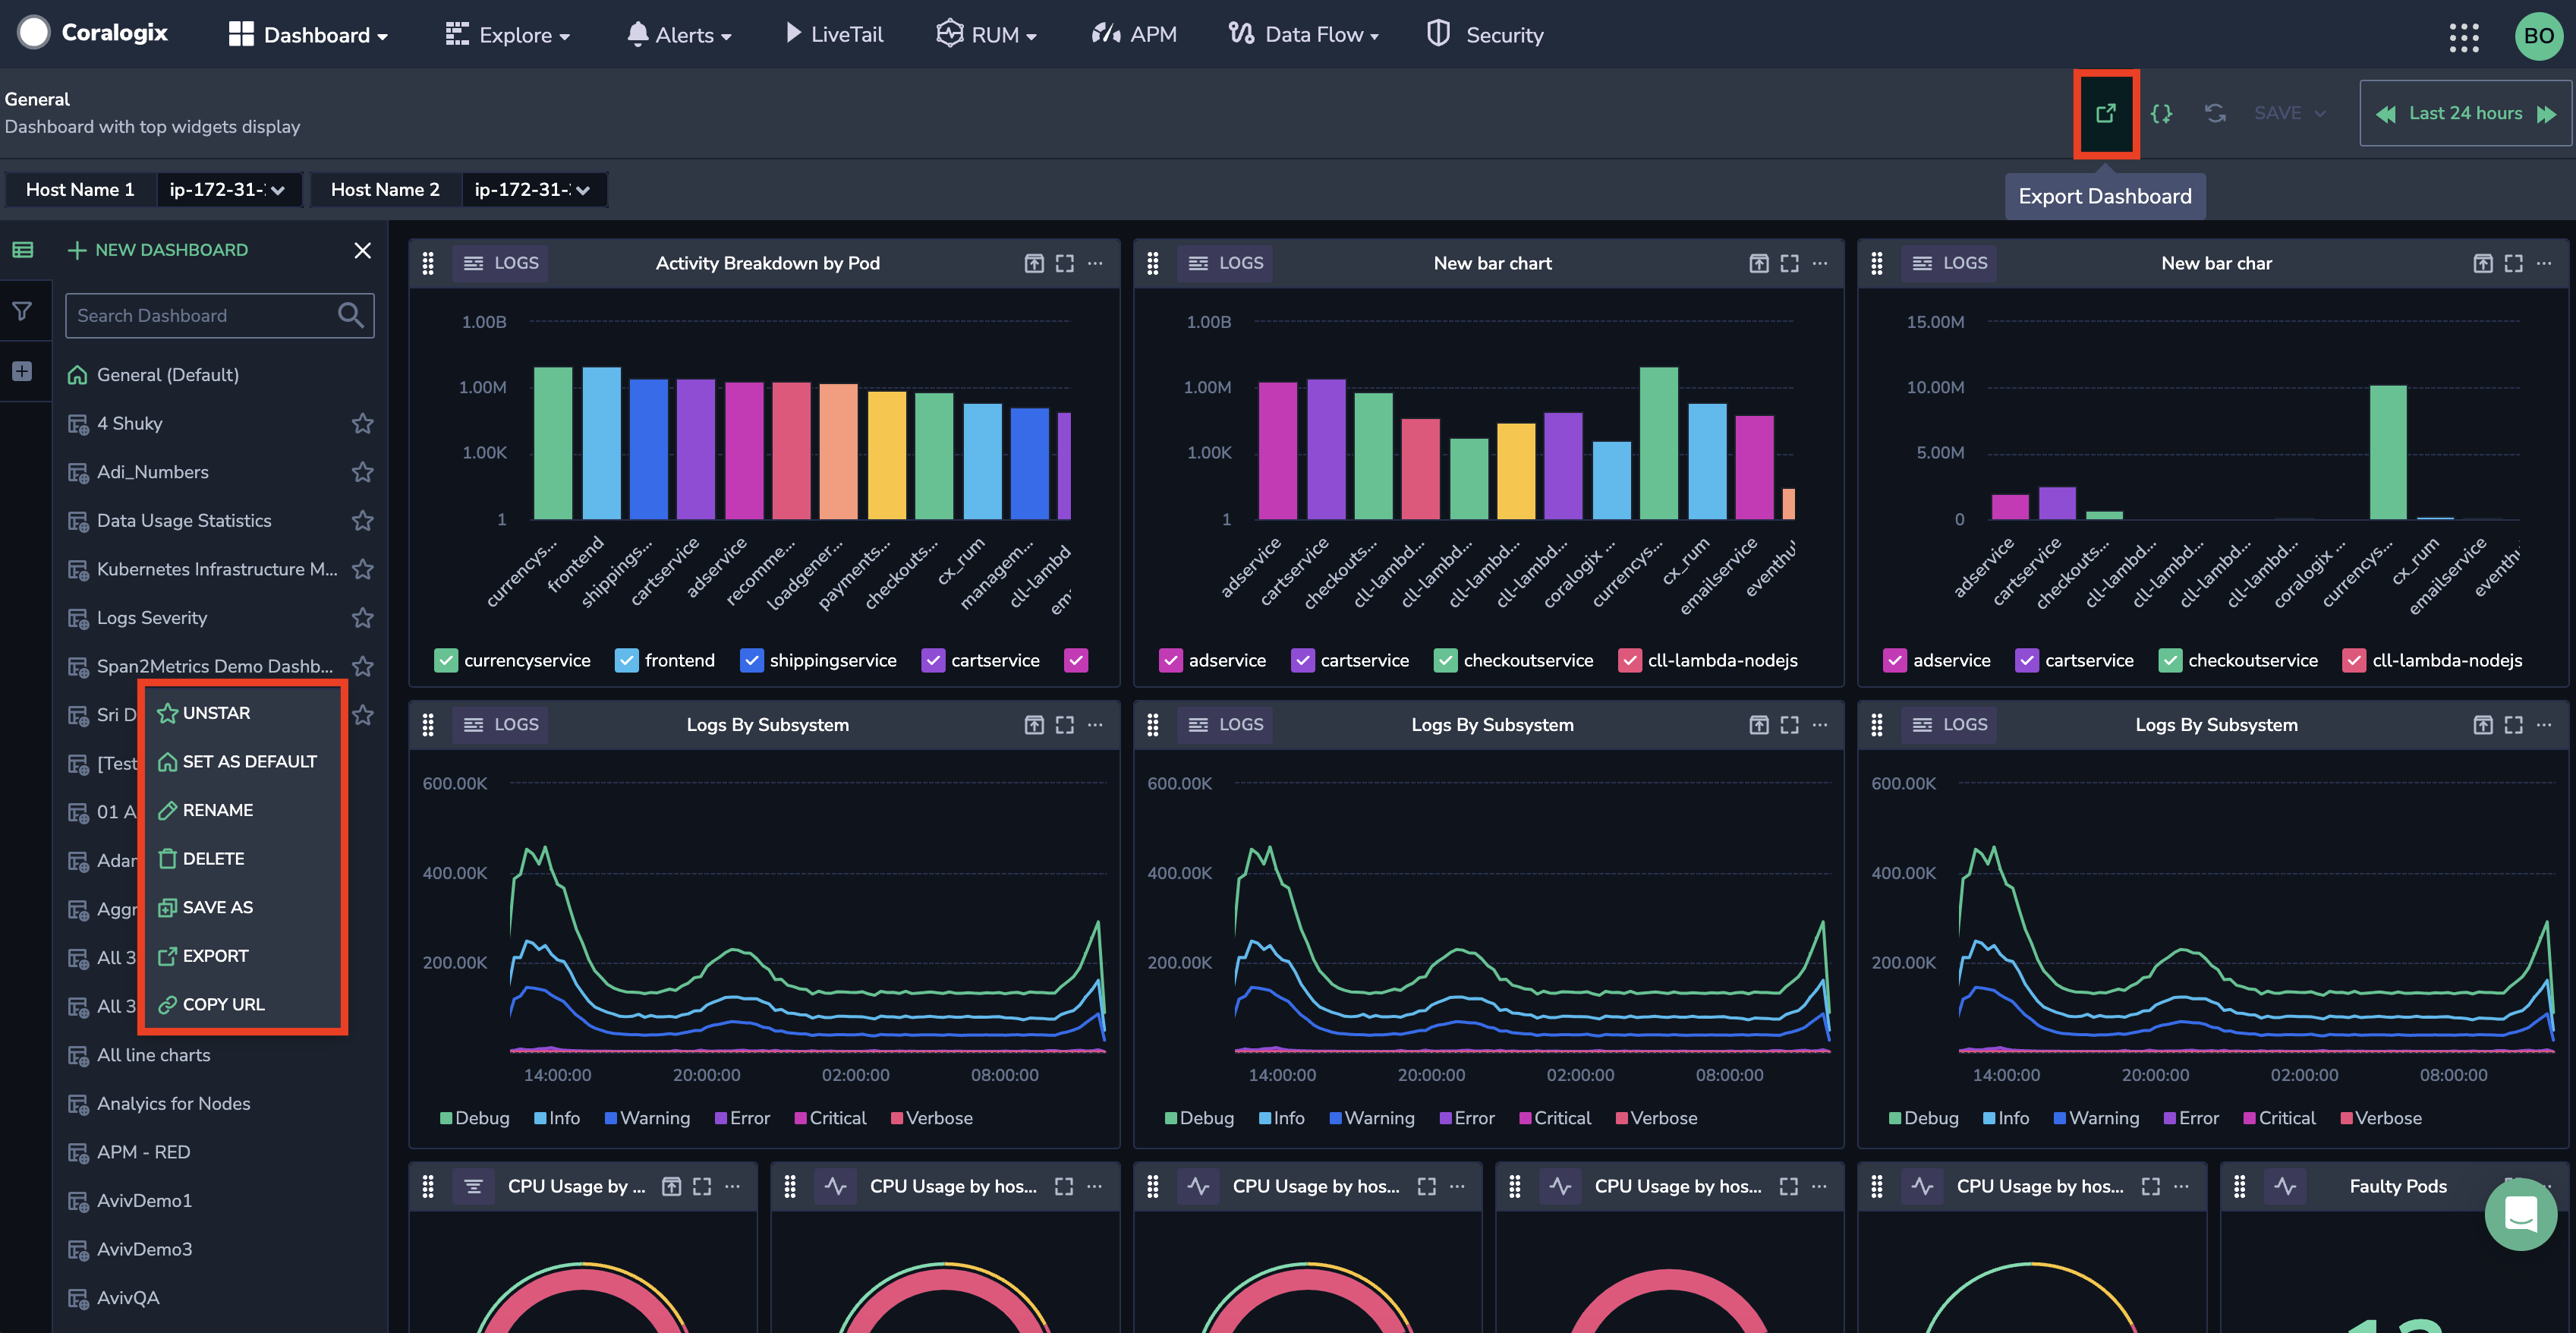 Coralogix
Dashboard
Explore
Alerts
LiveTail
RUM
APM
Data Flow
Security
BO
General
Dashboard with top widgets display
SAVE
Last 24 hours
Export Dashboard
Host Name 1
ip-172-31-
Host Name 2
ip-172-31-
NEW DASHBOARD
Search Dashboard
General (Default)
4 Shuky
Adi_Numbers
Data Usage Statistics
Kubernetes Infrastructure M...
Logs Severity
Span2Metrics Demo Dashb...
Sri D
[Test
01 A
Adar
Aggr
All 3
All 3
All line charts
Analyics for Nodes
APM - RED
AvivDemo1
AvivDemo3
AvivQA
UNSTAR
SET AS DEFAULT
RENAME
DELETE
SAVE AS
EXPORT
COPY URL
LOGS
Activity Breakdown by Pod
1.00B
1.00M
1.00K
1
currencys...
frontend
shippings...
cartservice
adservice
recomme...
loadgener...
payments...
checkouts...
cx_rum
managem...
cll-lambd
currencyservice
frontend
shippingservice
cartservice
LOGS
New bar chart
1.00B
1.00M
1.00K
1
adservice
cartservice
checkouts...
cll-lambd...
cll-lambd...
cll-lambd...
cll-lambd...
coralogix ...
currencys...
cx_rum
emailservice
eventhu
adservice
cartservice
checkoutservice
cll-lambda-nodejs
LOGS
New bar char
15.00M
10.00M
5.00M
0
adservice
cartservice
checkouts...
cll-lambd...
cll-lambd...
cll-lambd...
cll-lambd...
coralogix ...
currencys...
cx_rum
emailservice
eventh
adservice
cartservice
checkoutservice
cll-lambda-nodejs
LOGS
Logs By Subsystem
600.00K
400.00K
200.00K
14:00:00
20:00:00
02:00:00
08:00:00
Debug
Info
Warning
Error
Critical
Verbose
LOGS
Logs By Subsystem
600.00K
400.00K
200.00K
14:00:00
20:00:00
02:00:00
08:00:00
Debug
Info
Warning
Error
Critical
Verbose
LOGS
Logs By Subsystem
600.00K
400.00K
200.00K
14:00:00
20:00:00
02:00:00
08:00:00
Debug
Info
Warning
Error
Critical
Verbose
CPU Usage by ...
CPU Usage by hos...
CPU Usage by hos...
CPU Usage by hos...
CPU Usage by hos...
Faulty Pods